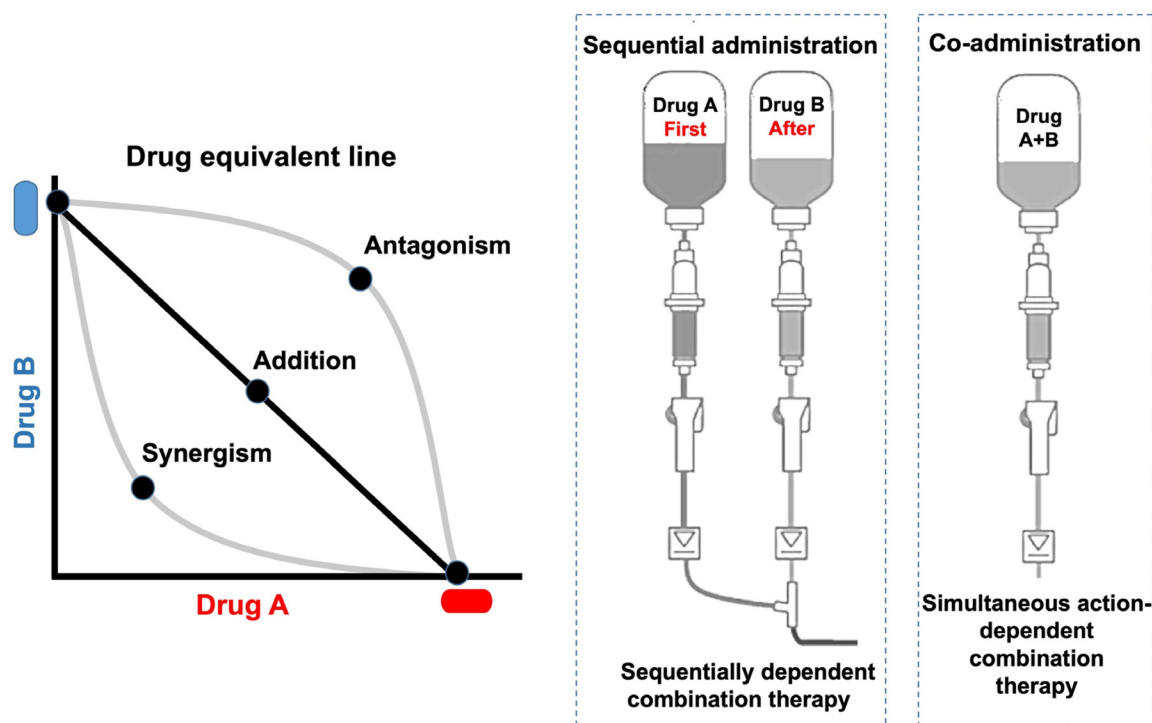 Drug equivalent line
Antagonism
Addition
Synergism
Drug B
Drug A
Sequential administration
Drug A
First
Drug B
After
Sequentially dependent
combination therapy
Co-administration
Drug
A+B
Simultaneous action-
dependent
combination
therapy